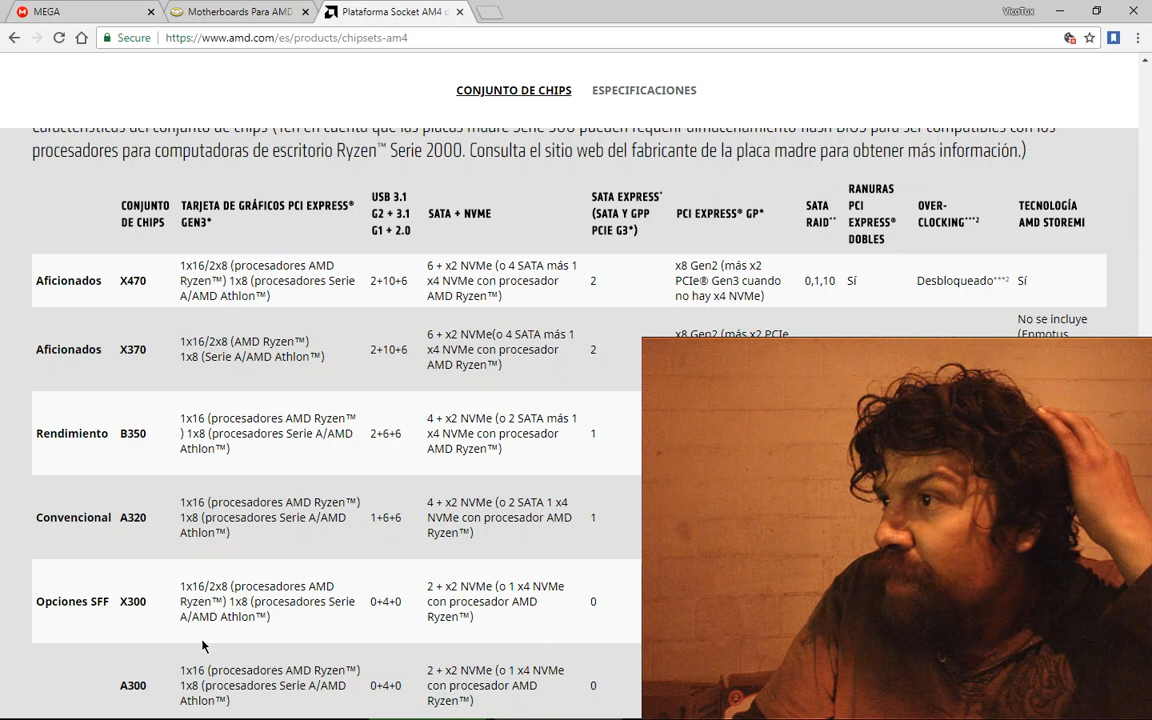 MEGA
Motherboards Para AMD
Plataforma Socket AM4
VicoTux
Secure
https://www.amd.com/es/products/chipsets-am4
CONJUNTO DE CHIPS
ESPECIFICACIONES
procesadores para computadoras de escritorio Ryzen™ Serie 2000. Consulta el sitio web del fabricante de la placa madre para obtener más información.)
CONJUNTO
DE CHIPS
TARJETA DE GRÁFICOS PCI EXPRESS®
GEN3*
USB 3.1
G2 + 3.1
G1 + 2.0
SATA + NVME
SATA EXPRESS*
(SATA Y GPP
PCIE G3*)
PCI EXPRESS® GP*
SATA
RAID**
RANURAS
PCI
EXPRESS®
DOBLES
OVER-
CLOCKING***2
TECNOLOGÍA
AMD STOREMI
Aficionados
X470
1x16/2x8 (procesadores AMD
Ryzen™) 1x8 (procesadores Serie
A/AMD Athlon™)
2+10+6
6 + x2 NVMe (o 4 SATA más 1
x4 NVMe con procesador
AMD Ryzen™)
2
x8 Gen2 (más x2
PCIe® Gen3 cuando
no hay x4 NVMe)
0,1,10
Sí
Desbloqueado***2
Sí
Aficionados
X370
1x16/2x8 (AMD Ryzen™)
1x8 (Serie A/AMD Athlon™)
2+10+6
6 + x2 NVMe(o 4 SATA más 1
x4 NVMe con procesador
AMD Ryzen™)
2
x8 Gen2 (más x2 PCIe
No se incluye
(Enmotus
Rendimiento
B350
1x16 (procesadores AMD Ryzen™
) 1x8 (procesadores Serie A/AMD
Athlon™)
2+6+6
4 + x2 NVMe (o 2 SATA más 1
x4 NVMe con procesador
AMD Ryzen™)
1
Convencional
A320
1x16 (procesadores AMD Ryzen™)
1x8 (procesadores Serie A/AMD
Athlon™)
1+6+6
4 + x2 NVMe (o 2 SATA 1 x4
NVMe con procesador AMD
Ryzen™)
1
Opciones SFF
X300
1x16/2x8 (procesadores AMD
Ryzen™) 1x8 (procesadores Serie
A/AMD Athlon™)
0+4+0
2 + x2 NVMe (o 1 x4 NVMe
con procesador AMD
Ryzen™)
0
A300
1x16 (procesadores AMD Ryzen™)
1x8 (procesadores Serie A/AMD
Athlon™)
0+4+0
2 + x2 NVMe (o 1 x4 NVMe
con procesador AMD
Ryzen™)
0